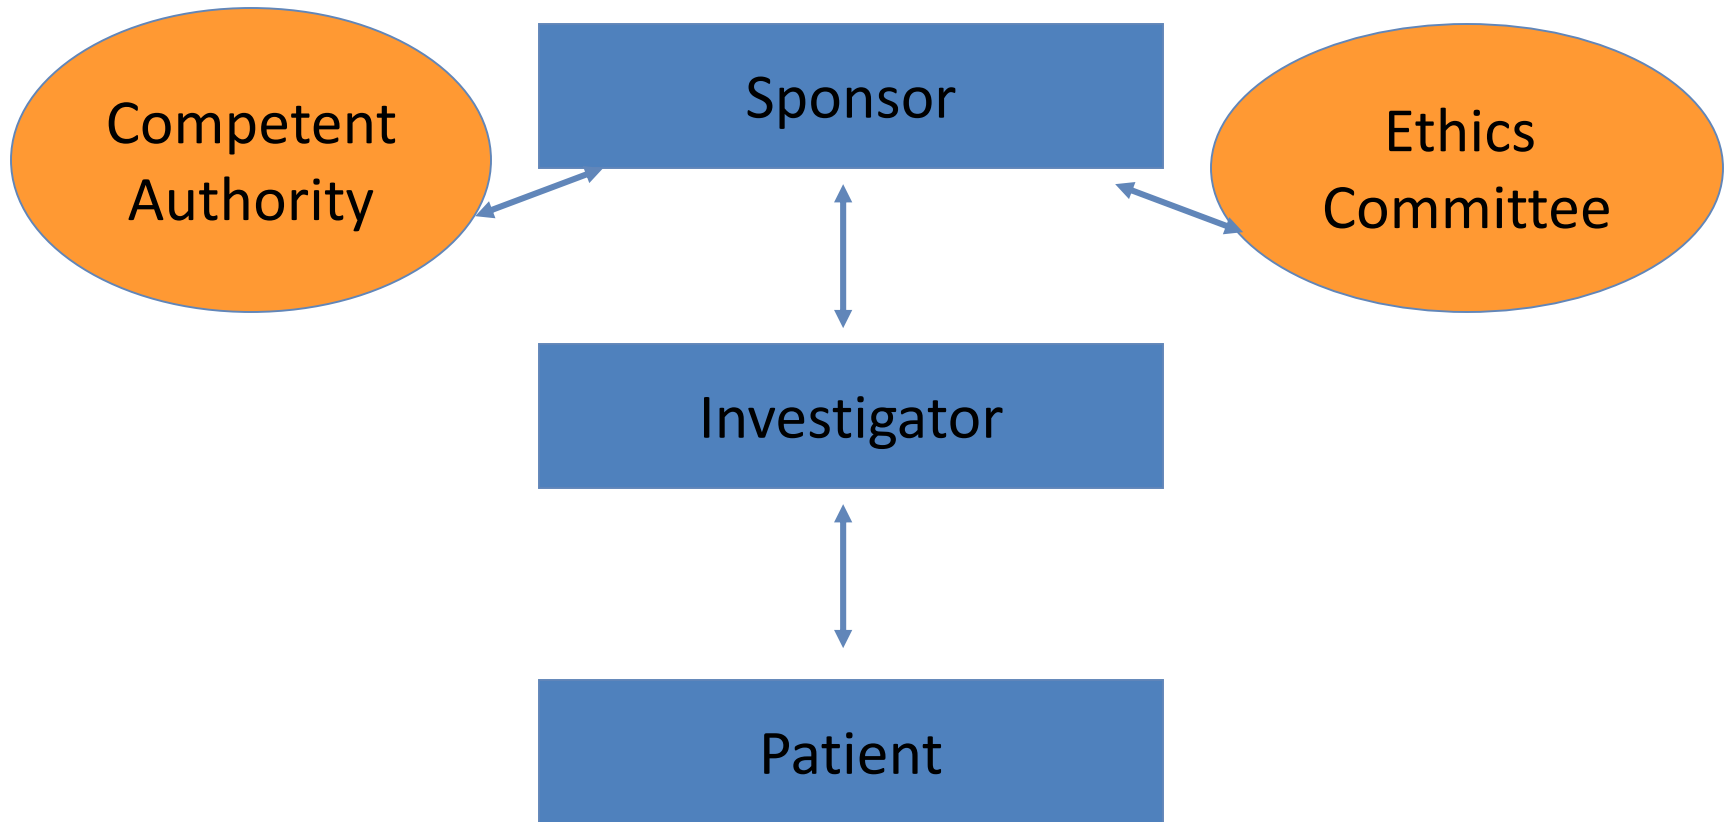 Competent
Authority
Sponsor
Ethics
Committee
Investigator
Patient